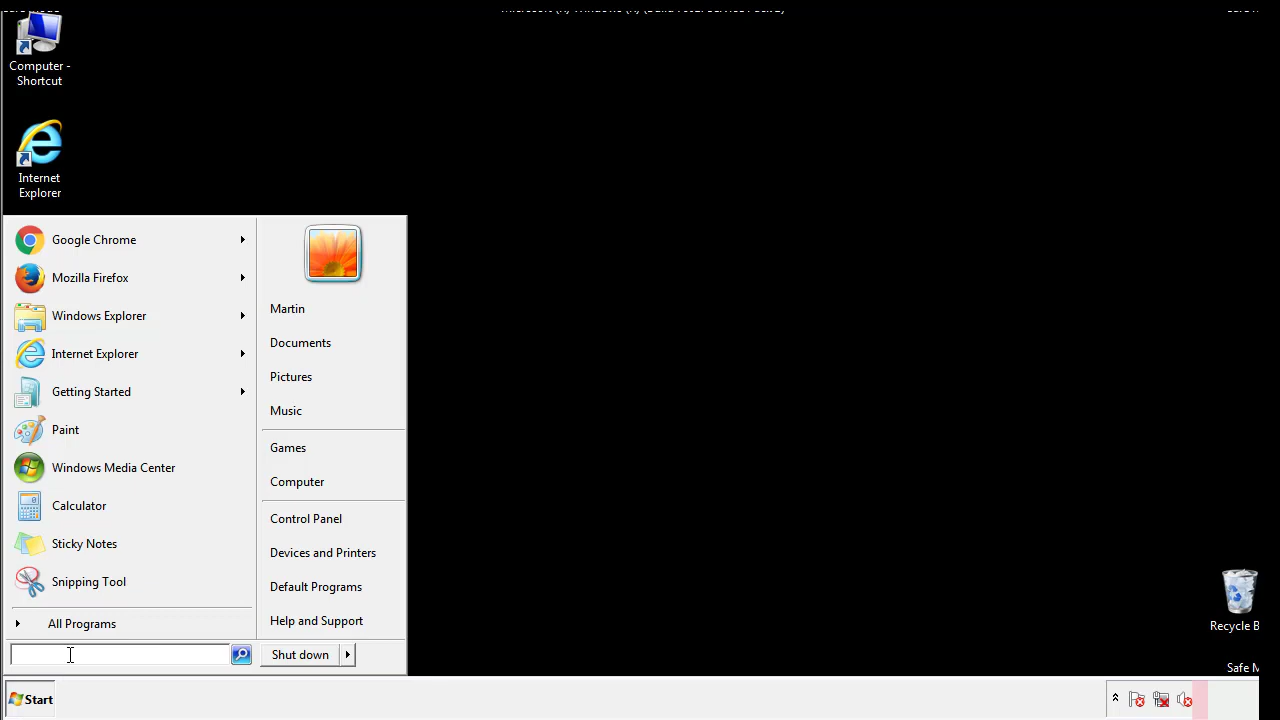 Computer -
Shortcut
Internet
Explorer
Google Chrome
Mozilla Firefox
Windows Explorer
Internet Explorer
Getting Started
Paint
Windows Media Center
Calculator
Sticky Notes
Snipping Tool
All Programs
Martin
Documents
Pictures
Music
Games
Computer
Control Panel
Devices and Printers
Default Programs
Help and Support
Shut down
Recycle B
Safe M
Start